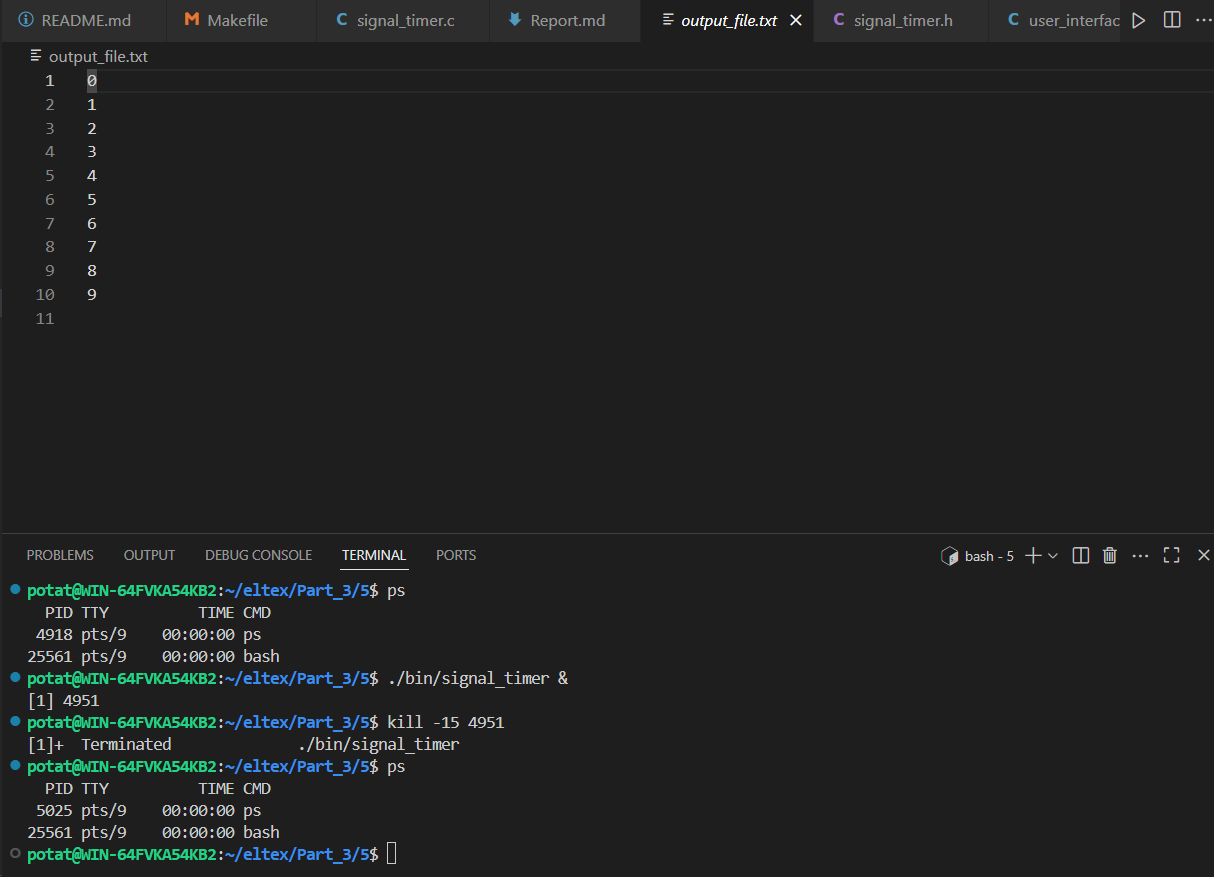 README.md Makefile signal_timer.c Report.md output_file.txt signal_timer.h user_interfac
output_file.txt
1 0
2 1
3 2
4 3
5 4
6 5
7 6
8 7
9 8
10 9
11
PROBLEMS OUTPUT DEBUG CONSOLE TERMINAL PORTS bash - 5
potat@WIN-64FVKA54KB2:~/eltex/Part_3/5$ ps
PID TTY TIME CMD
4918 pts/9 00:00:00 ps
25561 pts/9 00:00:00 bash
potat@WIN-64FVKA54KB2:~/eltex/Part_3/5$ ./bin/signal_timer &
[1] 4951
potat@WIN-64FVKA54KB2:~/eltex/Part_3/5$ kill -15 4951
[1]+ Terminated ./bin/signal_timer
potat@WIN-64FVKA54KB2:~/eltex/Part_3/5$ ps
PID TTY TIME CMD
5025 pts/9 00:00:00 ps
25561 pts/9 00:00:00 bash
potat@WIN-64FVKA54KB2:~/eltex/Part_3/5$